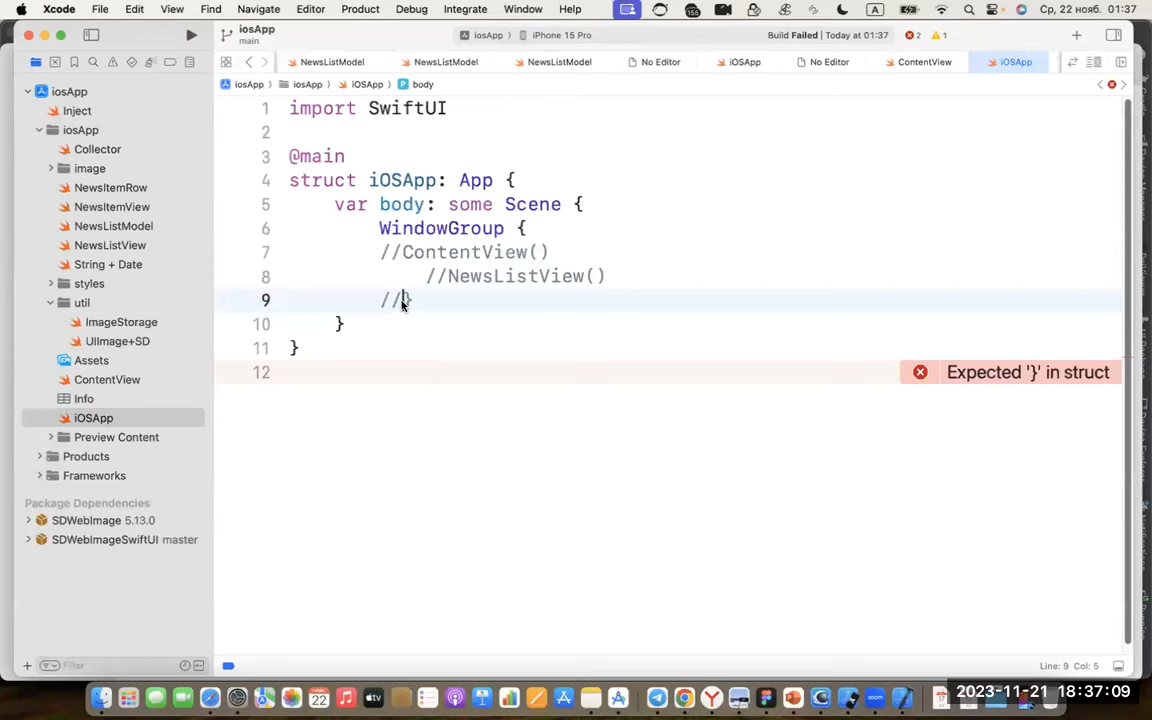 Xcode File Edit View Find Navigate Editor Product Debug Integrate Window Help 155 A Ср, 22 нояб. 01:37
iosApp
main
iosApp
iPhone 15 Pro
Build Failed | Today at 01:37
2
1
NewsListModel
NewsListModel
NewsListModel
No Editor
iOSApp
No Editor
ContentView
iOSApp
iosApp
iosApp
iOSApp
body
iosApp
Inject
iosApp
Collector
image
NewsItemRow
NewsItemView
NewsListModel
NewsListView
String + Date
styles
util
ImageStorage
UIImage+SD
Assets
ContentView
Info
iOSApp
Preview Content
Products
Frameworks
Package Dependencies
SDWebImage 5.13.0
SDWebImageSwiftUI master
Filter
1 import SwiftUI
2
3 @main
4 struct iOSApp: App {
5 var body: some Scene {
6 WindowGroup {
7 //ContentView()
8 //NewsListView()
9 //}
10 }
11 }
12
Expected '}' in struct
Line: 9 Col: 5
22
zoom
2023-11-21 18:37:09